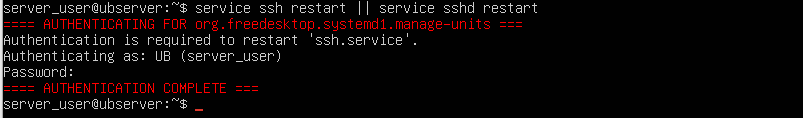 server_user@ubserver:~$ service ssh restart || service sshd restart
==== AUTHENTICATING FOR org.freedesktop.systemd1.manage-units ===
Authentication is required to restart 'ssh.service'.
Authenticating as: UB (server_user)
Password:
==== AUTHENTICATION COMPLETE ===
server_user@ubserver:~$ _